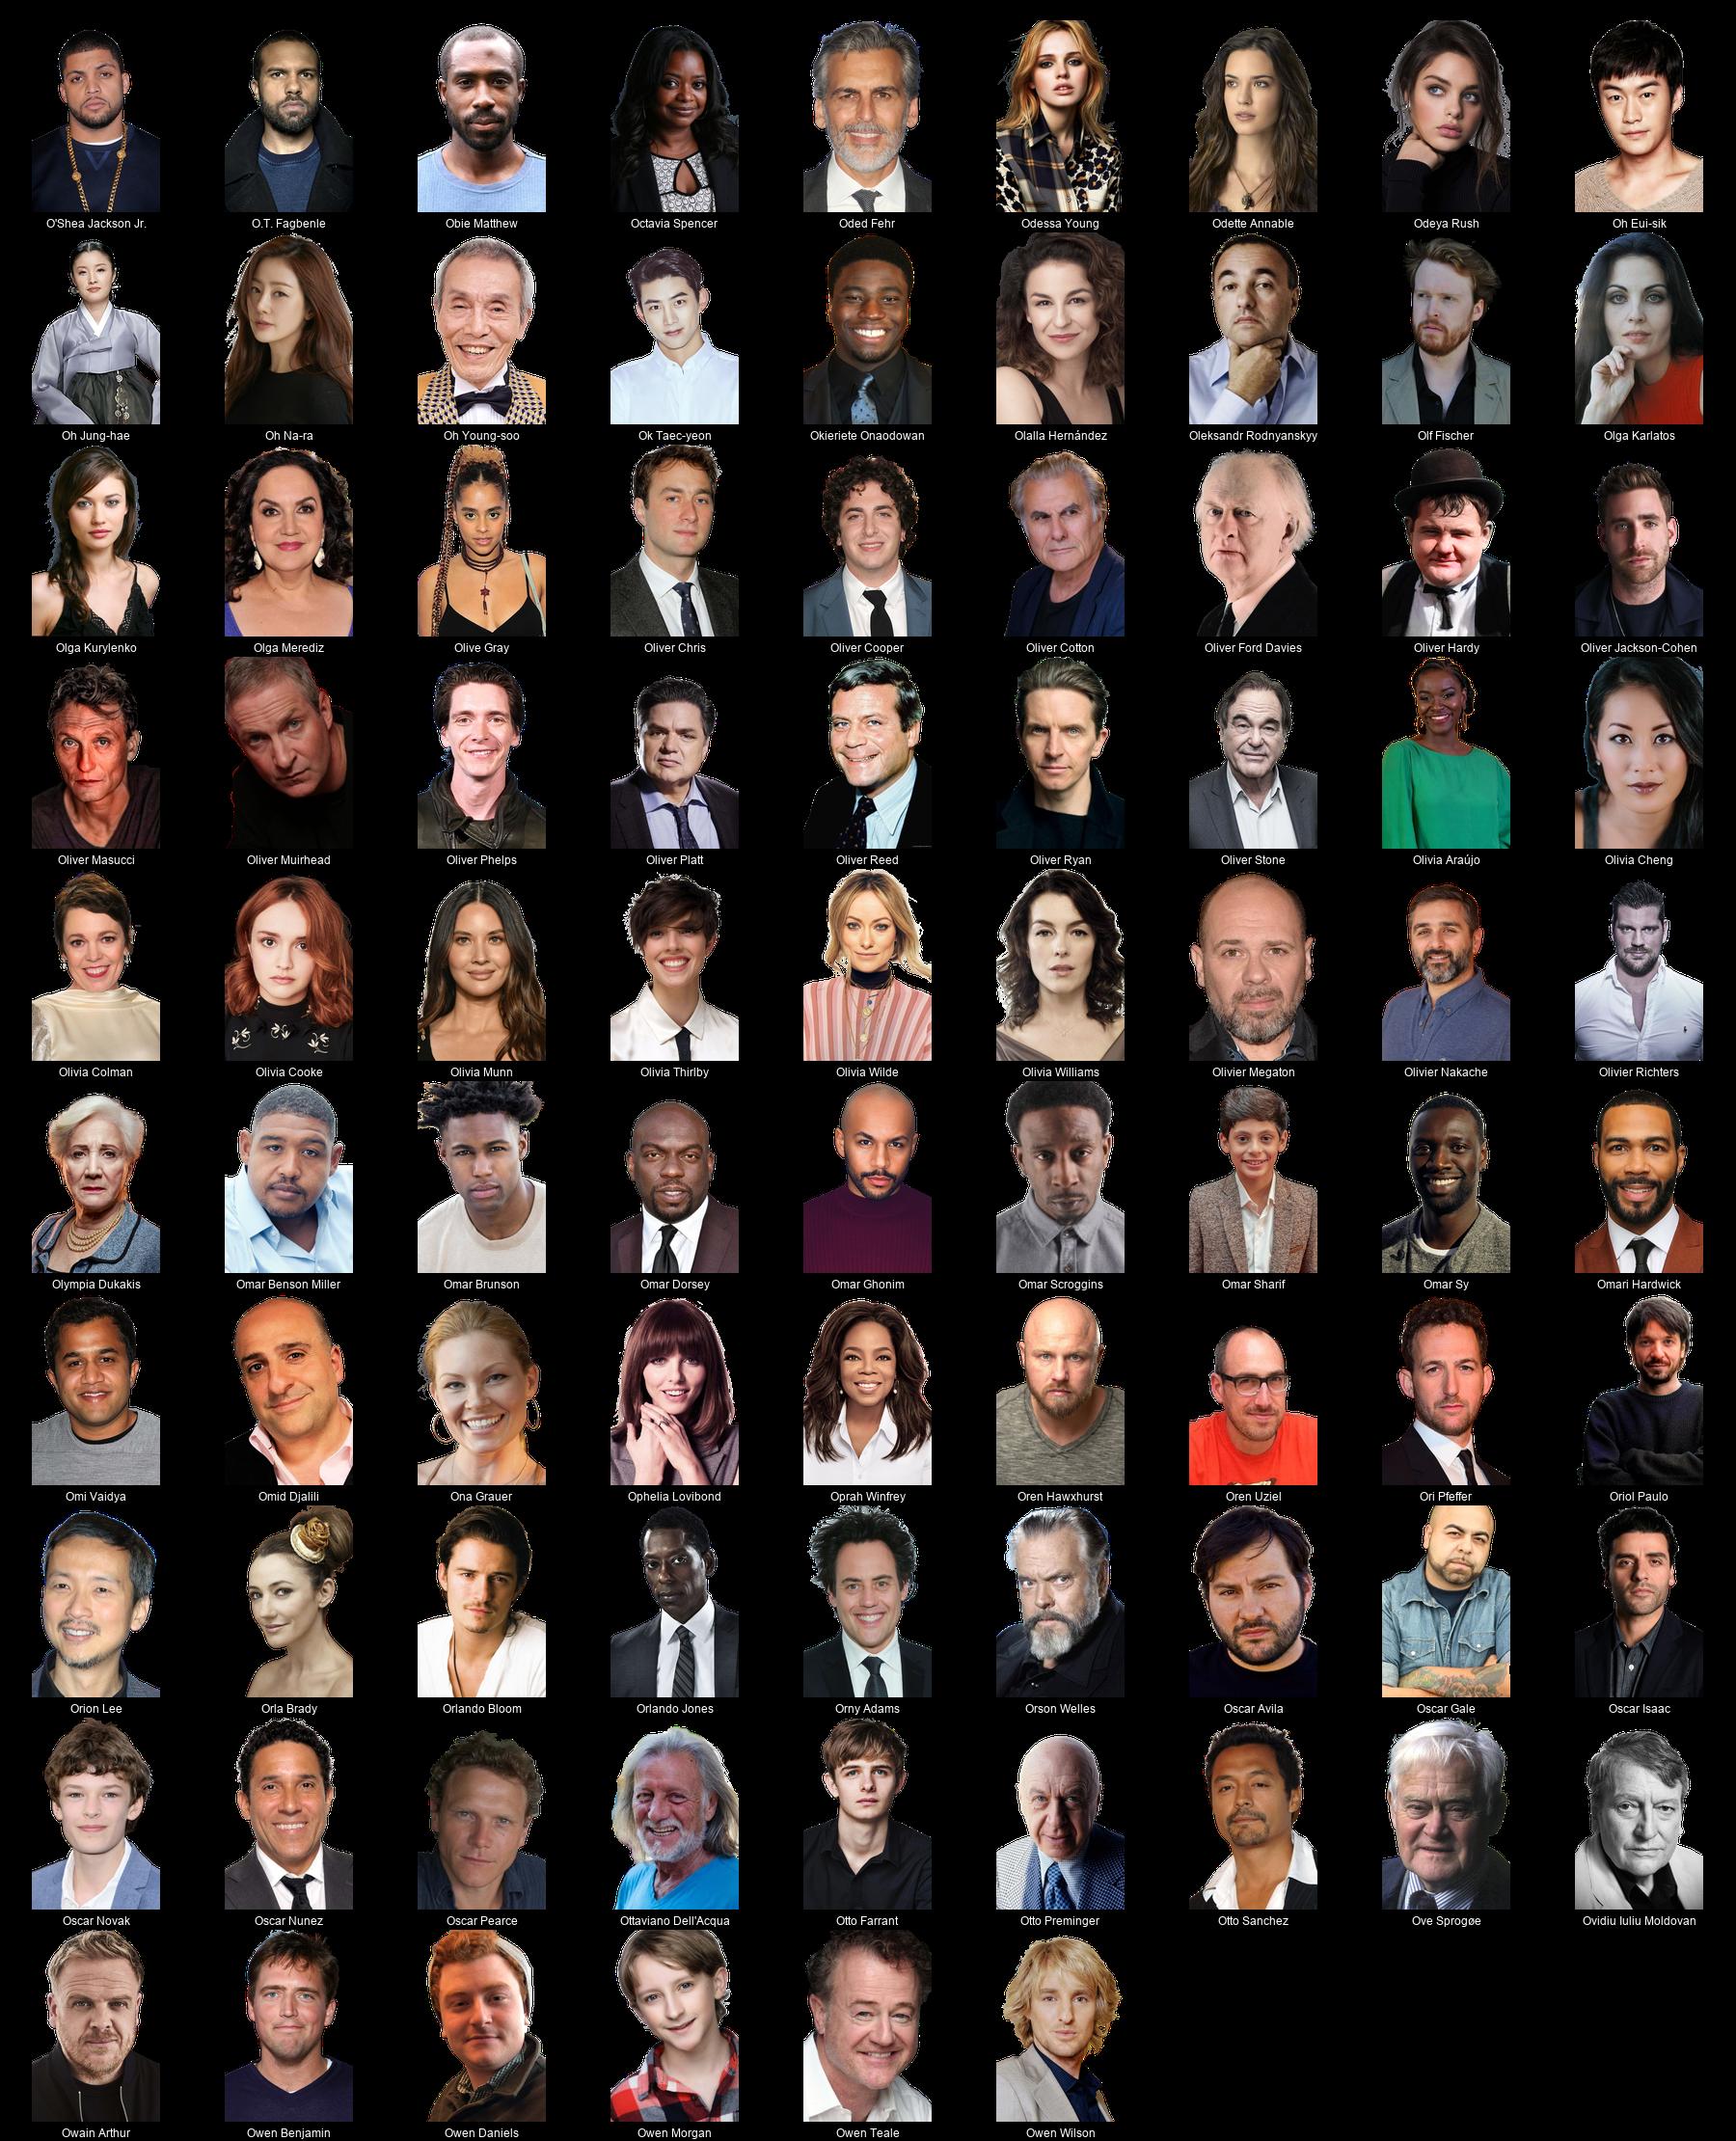 O'Shea Jackson Jr. O.T. Fagbenle Obie Matthew Octavia Spencer Oded Fehr Odessa Young Odette Annable Odeya Rush Oh Eui-sik
Oh Jung-hae Oh Na-ra Oh Young-soo Ok Taec-yeon Okieriete Onaodowan Olalla Hernández Oleksandr Rodnyanskyy Olf Fischer Olga Karlatos
Olga Kurylenko Olga Merediz Olive Gray Oliver Chris Oliver Cooper Oliver Cotton Oliver Ford Davies Oliver Hardy Oliver Jackson-Cohen
Oliver Masucci Oliver Muirhead Oliver Phelps Oliver Platt Oliver Reed Oliver Ryan Oliver Stone Olivia Araújo Olivia Cheng
Olivia Colman Olivia Cooke Olivia Munn Olivia Thirlby Olivia Wilde Olivia Williams Olivier Megaton Olivier Nakache Olivier Richters
Olympia Dukakis Omar Benson Miller Omar Brunson Omar Dorsey Omar Ghonim Omar Scroggins Omar Sharif Omar Sy Omari Hardwick
Omi Vaidya Omid Djalili Ona Grauer Ophelia Lovibond Oprah Winfrey Oren Hawxhurst Oren Uziel Ori Pfeffer Oriol Paulo
Orion Lee Orla Brady Orlando Bloom Orlando Jones Orny Adams Orson Welles Oscar Avila Oscar Gale Oscar Isaac
Oscar Novak Oscar Nunez Oscar Pearce Ottaviano Dell'Acqua Otto Farrant Otto Preminger Otto Sanchez Ove Sprogøe Ovidiu Iuliu Moldovan
Owain Arthur Owen Benjamin Owen Daniels Owen Morgan Owen Teale Owen Wilson